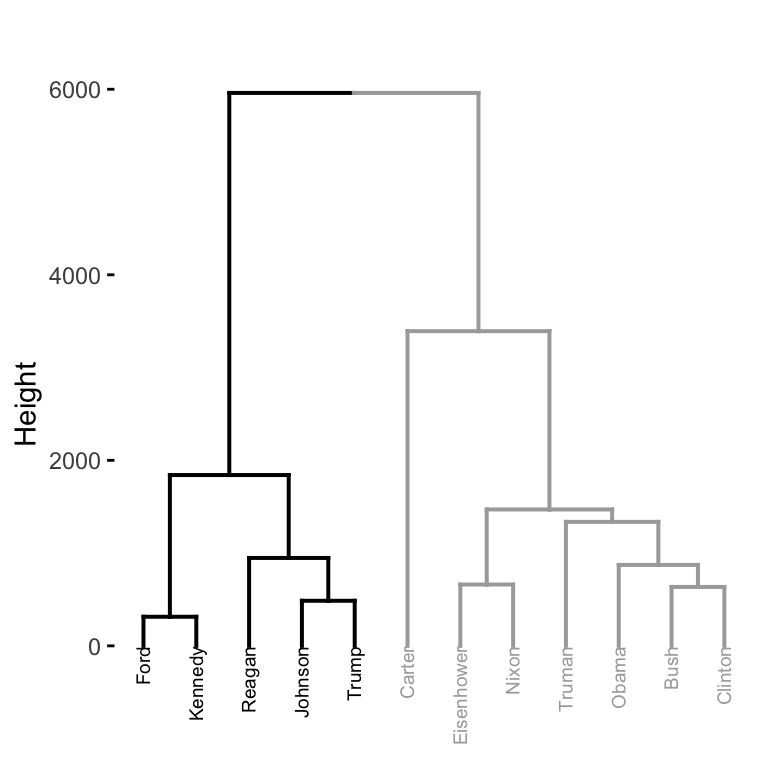 6000
4000
2000
0
Height
Ford
Kennedy
Reagan
Johnson
Trump
Carter
Eisenhower
Nixon
Truman
Obama
Bush
Clinton